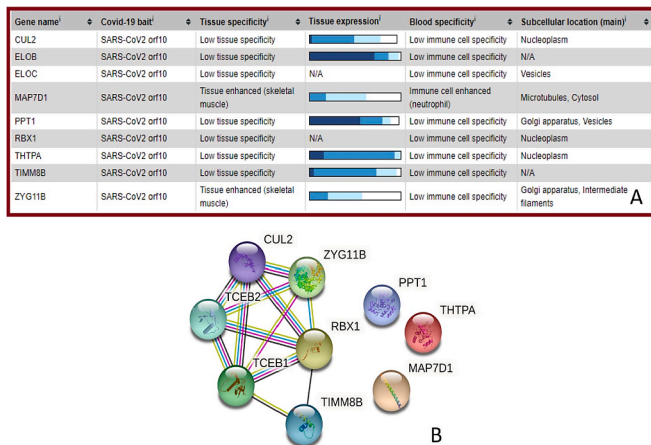 Gene nameⁱ Covid-19 baitⁱ Tissue specificityⁱ Tissue expressionⁱ Blood specificityⁱ Subcellular location (main)ⁱ
CUL2 SARS-CoV2 orf10 Low tissue specificity Low immune cell specificity Nucleoplasm
ELOB SARS-CoV2 orf10 Low tissue specificity Low immune cell specificity N/A
ELOC SARS-CoV2 orf10 Low tissue specificity N/A Low immune cell specificity Vesicles
MAP7D1 SARS-CoV2 orf10 Tissue enhanced (skeletal muscle) Immune cell enhanced (neutrophil) Microtubules, Cytosol
PPT1 SARS-CoV2 orf10 Low tissue specificity Low immune cell specificity Golgi apparatus, Vesicles
RBX1 SARS-CoV2 orf10 Low tissue specificity N/A Low immune cell specificity Nucleoplasm
THTPA SARS-CoV2 orf10 Low tissue specificity Low immune cell specificity Nucleoplasm
TIMM8B SARS-CoV2 orf10 Low tissue specificity Low immune cell specificity N/A
ZYG11B SARS-CoV2 orf10 Tissue enhanced (skeletal muscle) Low immune cell specificity Golgi apparatus, Intermediate filaments
A
CUL2
ZYG11B
PPT1
TCEB2
THTPA
RBX1
TCEB1
MAP7D1
TIMM8B
B